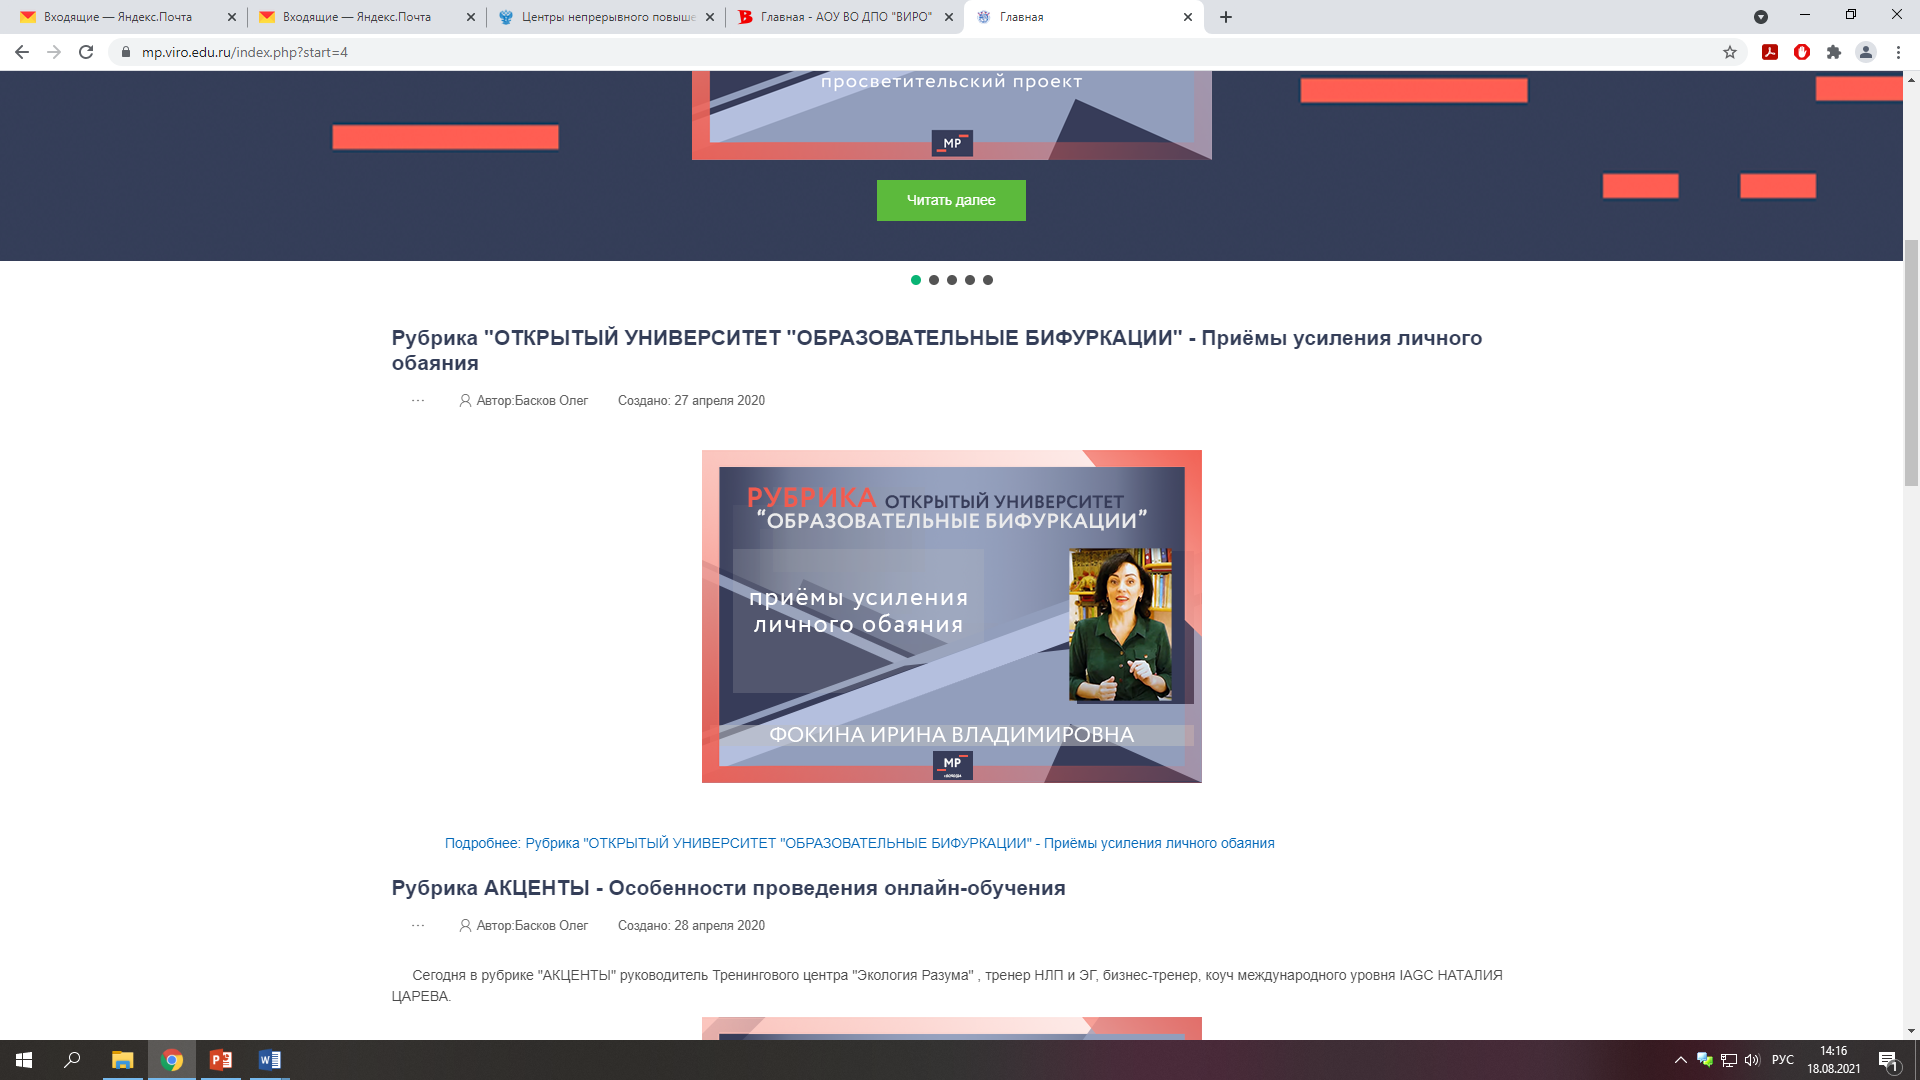 Входящие — Яндекс.Почта
Входящие — Яндекс.Почта
Центры непрерывного повыше
Главная - АОУ ВО ДПО "ВИРО"
Главная
mp.viro.edu.ru/index.php?start=4
просветительский проект
МР
Читать далее
Рубрика "ОТКРЫТЫЙ УНИВЕРСИТЕТ "ОБРАЗОВАТЕЛЬНЫЕ БИФУРКАЦИИ" - Приёмы усиления личного
обаяния
Автор:Басков Олег Создано: 27 апреля 2020
РУБРИКА ОТКРЫТЫЙ УНИВЕРСИТЕТ
“ОБРАЗОВАТЕЛЬНЫЕ БИФУРКАЦИИ”
приёмы усиления
личного обаяния
ФОКИНА ИРИНА ВЛАДИМИРОВНА
МР
Подробнее: Рубрика "ОТКРЫТЫЙ УНИВЕРСИТЕТ "ОБРАЗОВАТЕЛЬНЫЕ БИФУРКАЦИИ" - Приёмы усиления личного обаяния
Рубрика АКЦЕНТЫ - Особенности проведения онлайн-обучения
Автор:Басков Олег Создано: 28 апреля 2020
Сегодня в рубрике "АКЦЕНТЫ" руководитель Тренингового центра "Экология Разума" , тренер НЛП и ЭГ, бизнес-тренер, коуч международного уровня IAGC НАТАЛИЯ
ЦАРЕВА.
РУС
14:16
18.08.2021
1